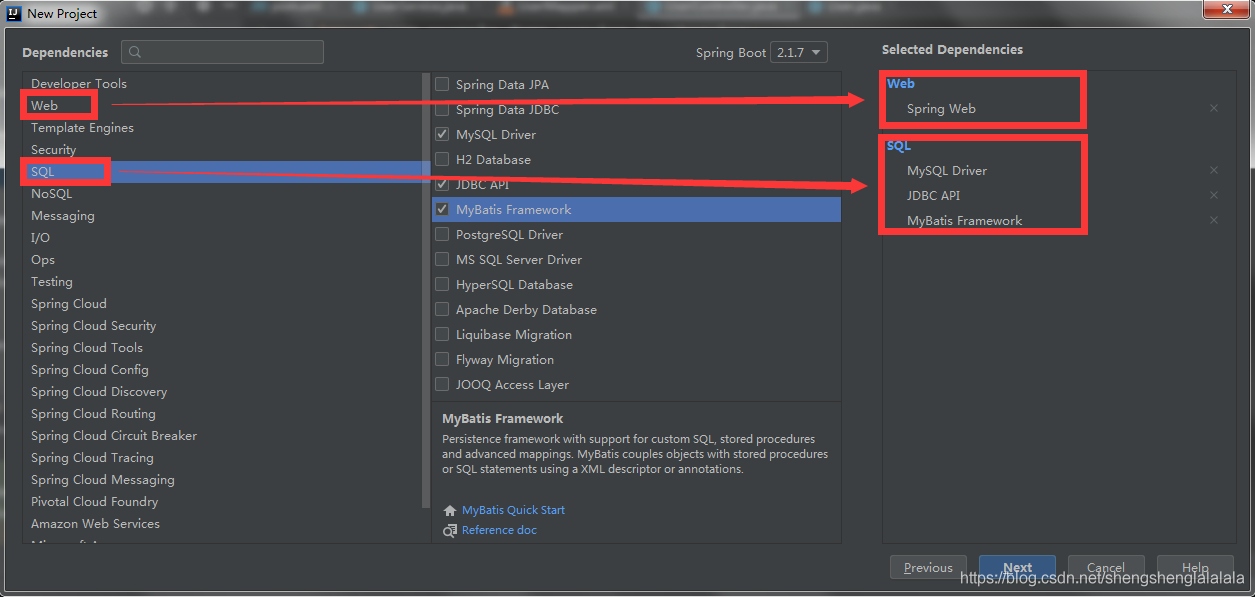 New Project
Dependencies
Spring Boot 2.1.7
Selected Dependencies
Developer Tools
Web
Template Engines
Security
SQL
NoSQL
Messaging
I/O
Ops
Testing
Spring Cloud
Spring Cloud Security
Spring Cloud Tools
Spring Cloud Config
Spring Cloud Discovery
Spring Cloud Routing
Spring Cloud Circuit Breaker
Spring Cloud Tracing
Spring Cloud Messaging
Pivotal Cloud Foundry
Amazon Web Services
Spring Data JPA
Spring Data JDBC
MySQL Driver
H2 Database
JDBC API
MyBatis Framework
PostgreSQL Driver
MS SQL Server Driver
HyperSQL Database
Apache Derby Database
Liquibase Migration
Flyway Migration
JOOQ Access Layer
MyBatis Framework
Persistence framework with support for custom SQL, stored procedures
and advanced mappings. MyBatis couples objects with stored procedures
or SQL statements using a XML descriptor or annotations.
MyBatis Quick Start
Reference doc
Web
Spring Web
SQL
MySQL Driver
JDBC API
MyBatis Framework
Previous
Next
Cancel
Help
https://blog.csdn.net/shengshenglalalala